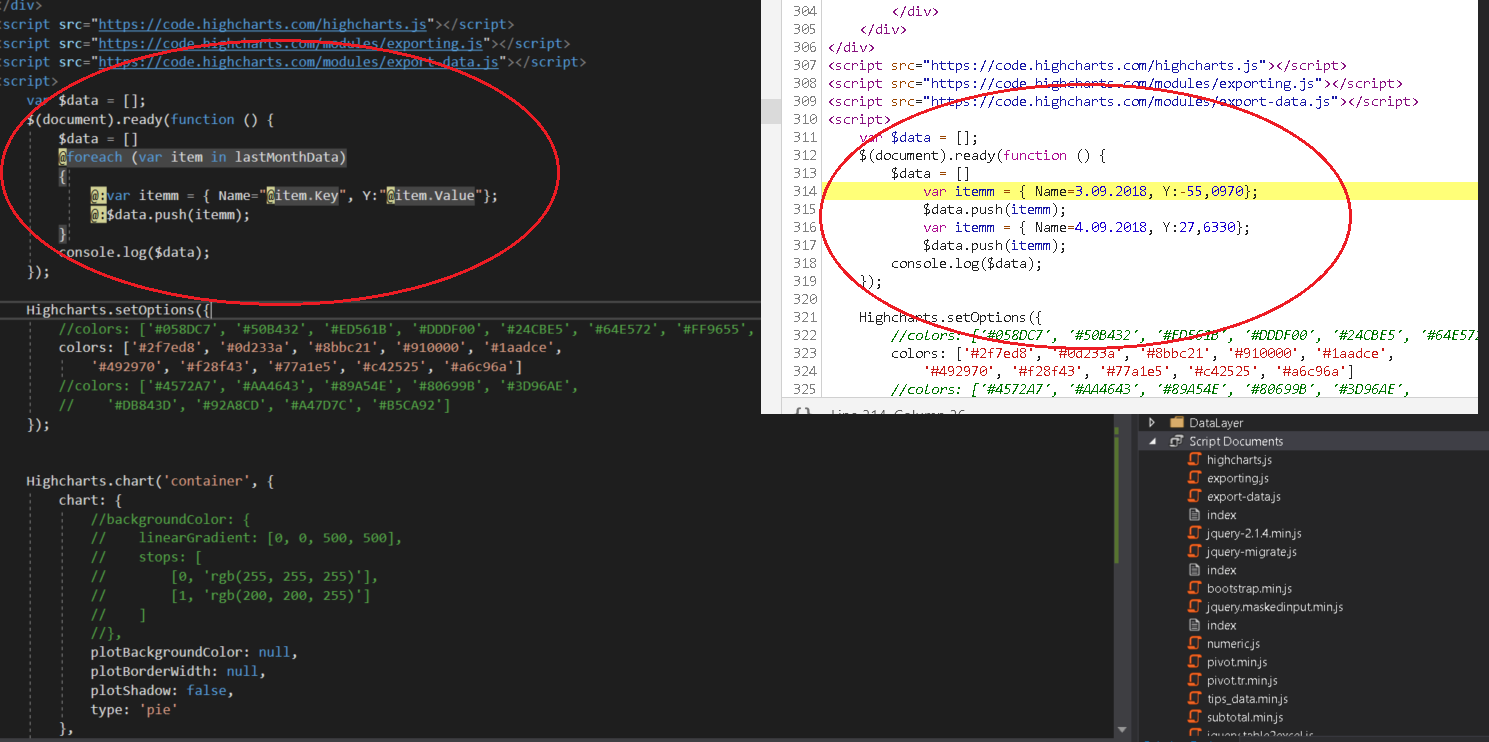 </div>
<script src="https://code.highcharts.com/highcharts.js"></script>
<script src="https://code.highcharts.com/modules/exporting.js"></script>
<script src="https://code.highcharts.com/modules/export-data.js"></script>
<script>
var $data = [];
$(document).ready(function () {
$data = []
@foreach (var item in lastMonthData)
{
@:var itemm = { Name="@item.Key", Y:"@item.Value"};
@:$data.push(itemm);
}
console.log($data);
});
Highcharts.setOptions({
//colors: ['#058DC7', '#50B432', '#ED561B', '#DDDF00', '#24CBE5', '#64E572', '#FF9655',
colors: ['#2f7ed8', '#0d233a', '#8bbc21', '#910000', '#1aadce',
'#492970', '#f28f43', '#77a1e5', '#c42525', '#a6c96a']
//colors: ['#4572A7', '#AA4643', '#89A54E', '#80699B', '#3D96AE',
// '#DB843D', '#92A8CD', '#A47D7C', '#B5CA92']
});
Highcharts.chart('container', {
chart: {
//backgroundColor: {
// linearGradient: [0, 0, 500, 500],
// stops: [
// [0, 'rgb(255, 255, 255)'],
// [1, 'rgb(200, 200, 255)']
// ]
//},
plotBackgroundColor: null,
plotBorderWidth: null,
plotShadow: false,
type: 'pie'
},
304 </div>
305 </div>
306 </div>
307 <script src="https://code.highcharts.com/highcharts.js"></script>
308 <script src="https://code.highcharts.com/modules/exporting.js"></script>
309 <script src="https://code.highcharts.com/modules/export-data.js"></script>
310 <script>
311 var $data = [];
312 $(document).ready(function () {
313 $data = []
314 var itemm = { Name=3.09.2018, Y:-55,0970};
315 $data.push(itemm);
316 var itemm = { Name=4.09.2018, Y:27,6330};
317 $data.push(itemm);
318 console.log($data);
319 });
320
321 Highcharts.setOptions({
322 //colors: ['#058DC7', '#50B432', '#ED561B', '#DDDF00', '#24CBE5', '#64E572
323 colors: ['#2f7ed8', '#0d233a', '#8bbc21', '#910000', '#1aadce',
324 '#492970', '#f28f43', '#77a1e5', '#c42525', '#a6c96a']
325 //colors: ['#4572A7', '#AA4643', '#89A54E', '#80699B', '#3D96AE',
{} Line 314, Column 26
DataLayer
Script Documents
highcharts.js
exporting.js
export-data.js
index
jquery-2.1.4.min.js
jquery-migrate.js
index
bootstrap.min.js
jquery.maskedinput.min.js
index
numeric.js
pivot.min.js
pivot.tr.min.js
tips_data.min.js
subtotal.min.js
jquery.table2excel.js